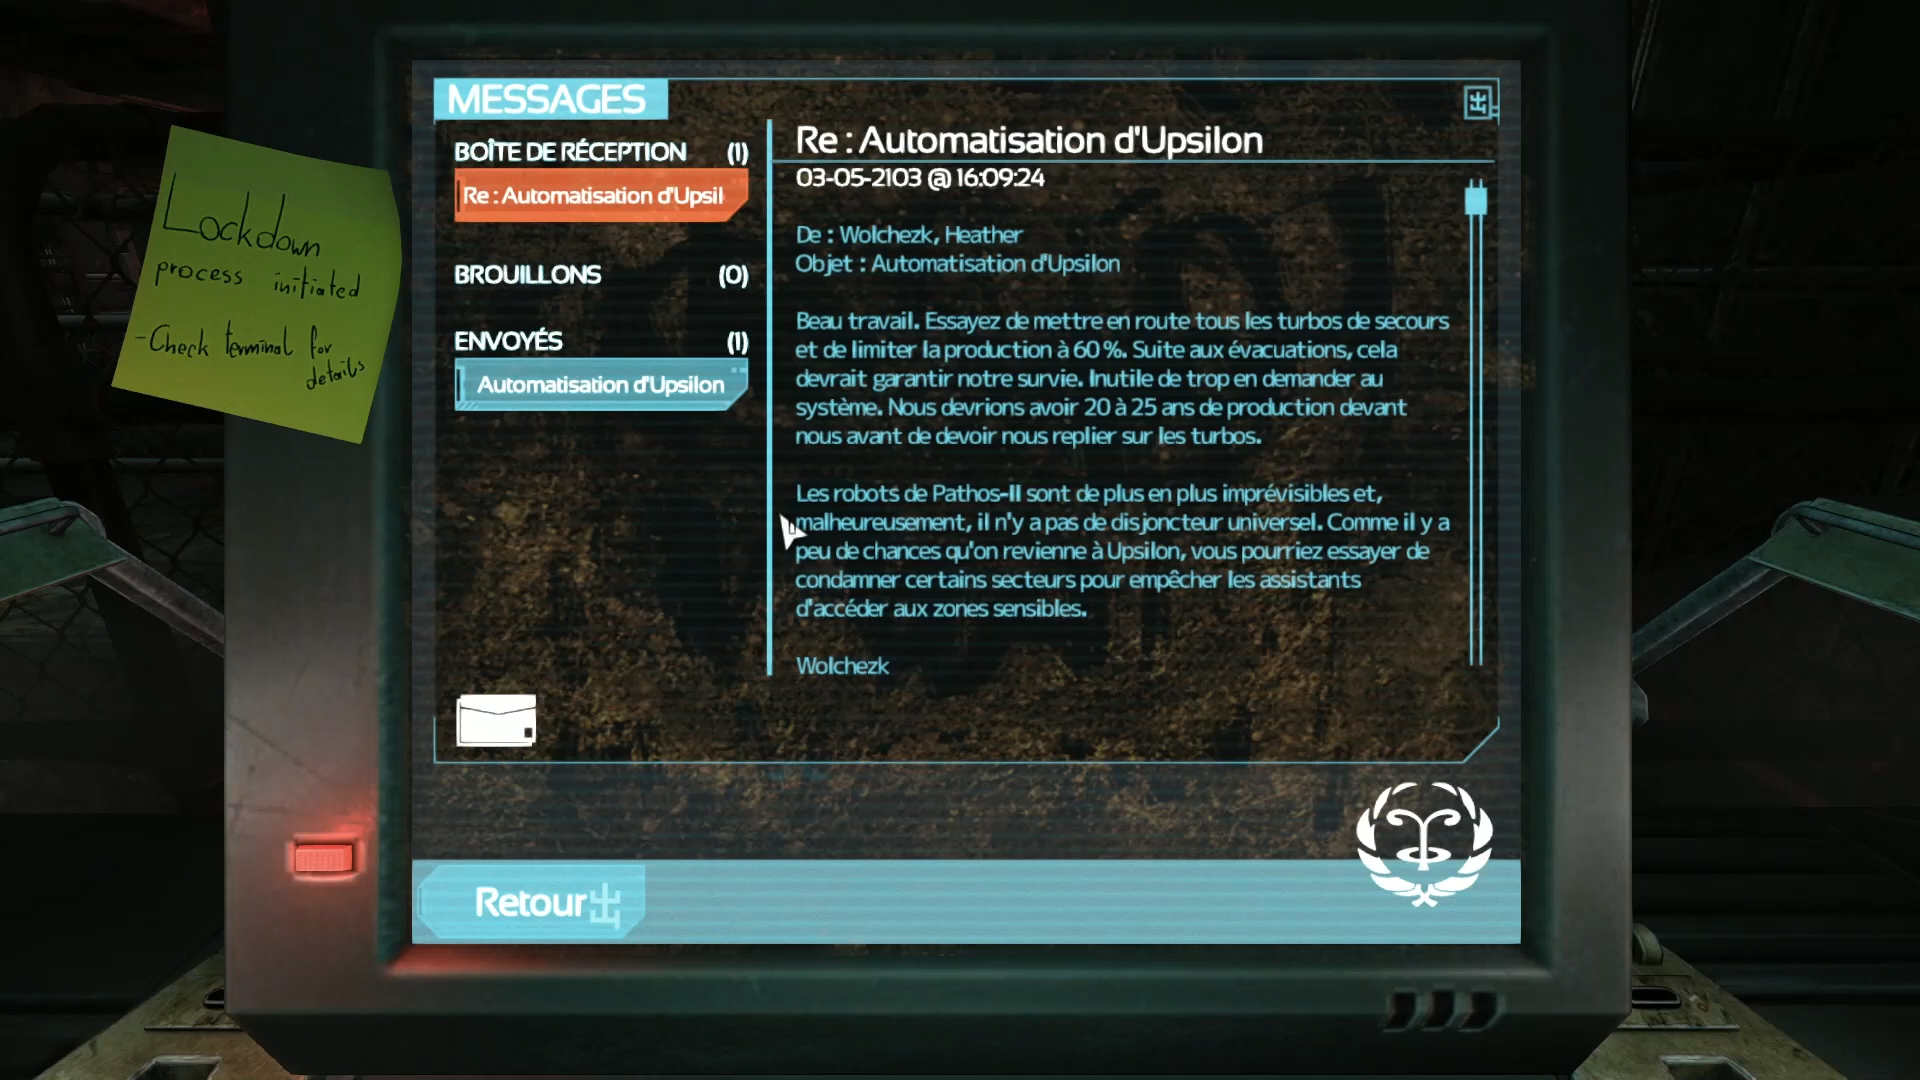 Lockdown
process initiated
-Check terminal for
details
MESSAGES
BOÎTE DE RÉCEPTION (1)
Re : Automatisation d'Upsil
BROUILLONS (0)
ENVOYÉS (1)
Automatisation d'Upsilon
Re : Automatisation d'Upsilon
03-05-2103 @ 16:09:24
De : Wolchezk, Heather
Objet : Automatisation d'Upsilon
Beau travail. Essayez de mettre en route tous les turbos de secours
et de limiter la production à 60 %. Suite aux évacuations, cela
devrait garantir notre survie. Inutile de trop en demander au
système. Nous devrions avoir 20 à 25 ans de production devant
nous avant de devoir nous replier sur les turbos.
Les robots de Pathos-II sont de plus en plus imprévisibles et,
malheureusement, il n'y a pas de disjoncteur universel. Comme il y a
peu de chances qu'on revienne à Upsilon, vous pourriez essayer de
condamner certains secteurs pour empêcher les assistants
d'accéder aux zones sensibles.
Wolchezk
Retour